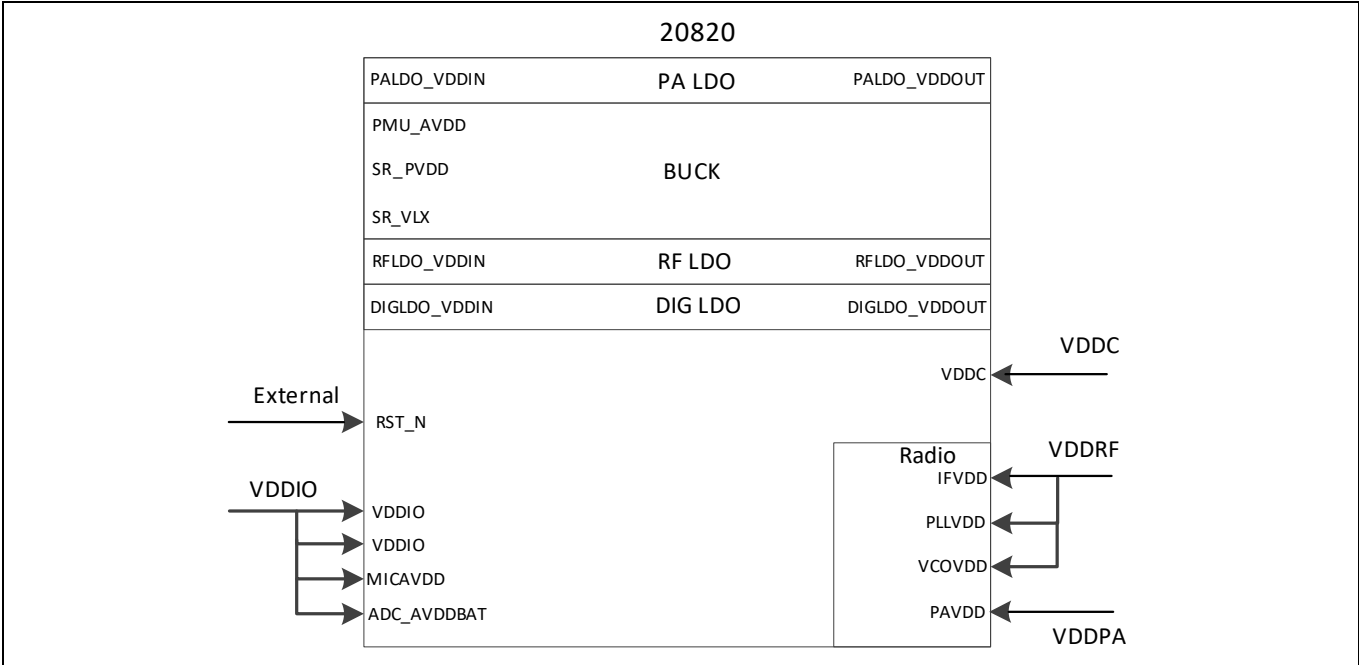 20820
PALDO_VDDIN PA LDO PALDO_VDDOUT
PMU_AVDD
SR_PVDD BUCK
SR_VLX
RFLDO_VDDIN RF LDO RFLDO_VDDOUT
DIGLDO_VDDIN DIG LDO DIGLDO_VDDOUT
VDDC
VDDC
External
RST_N
Radio
VDDRF
IFVDD
VDDIO
VDDIO
PLLVDD
VDDIO
VCOVDD
MICAVDD
ADC_AVDDBAT
PAVDD
VDDPA